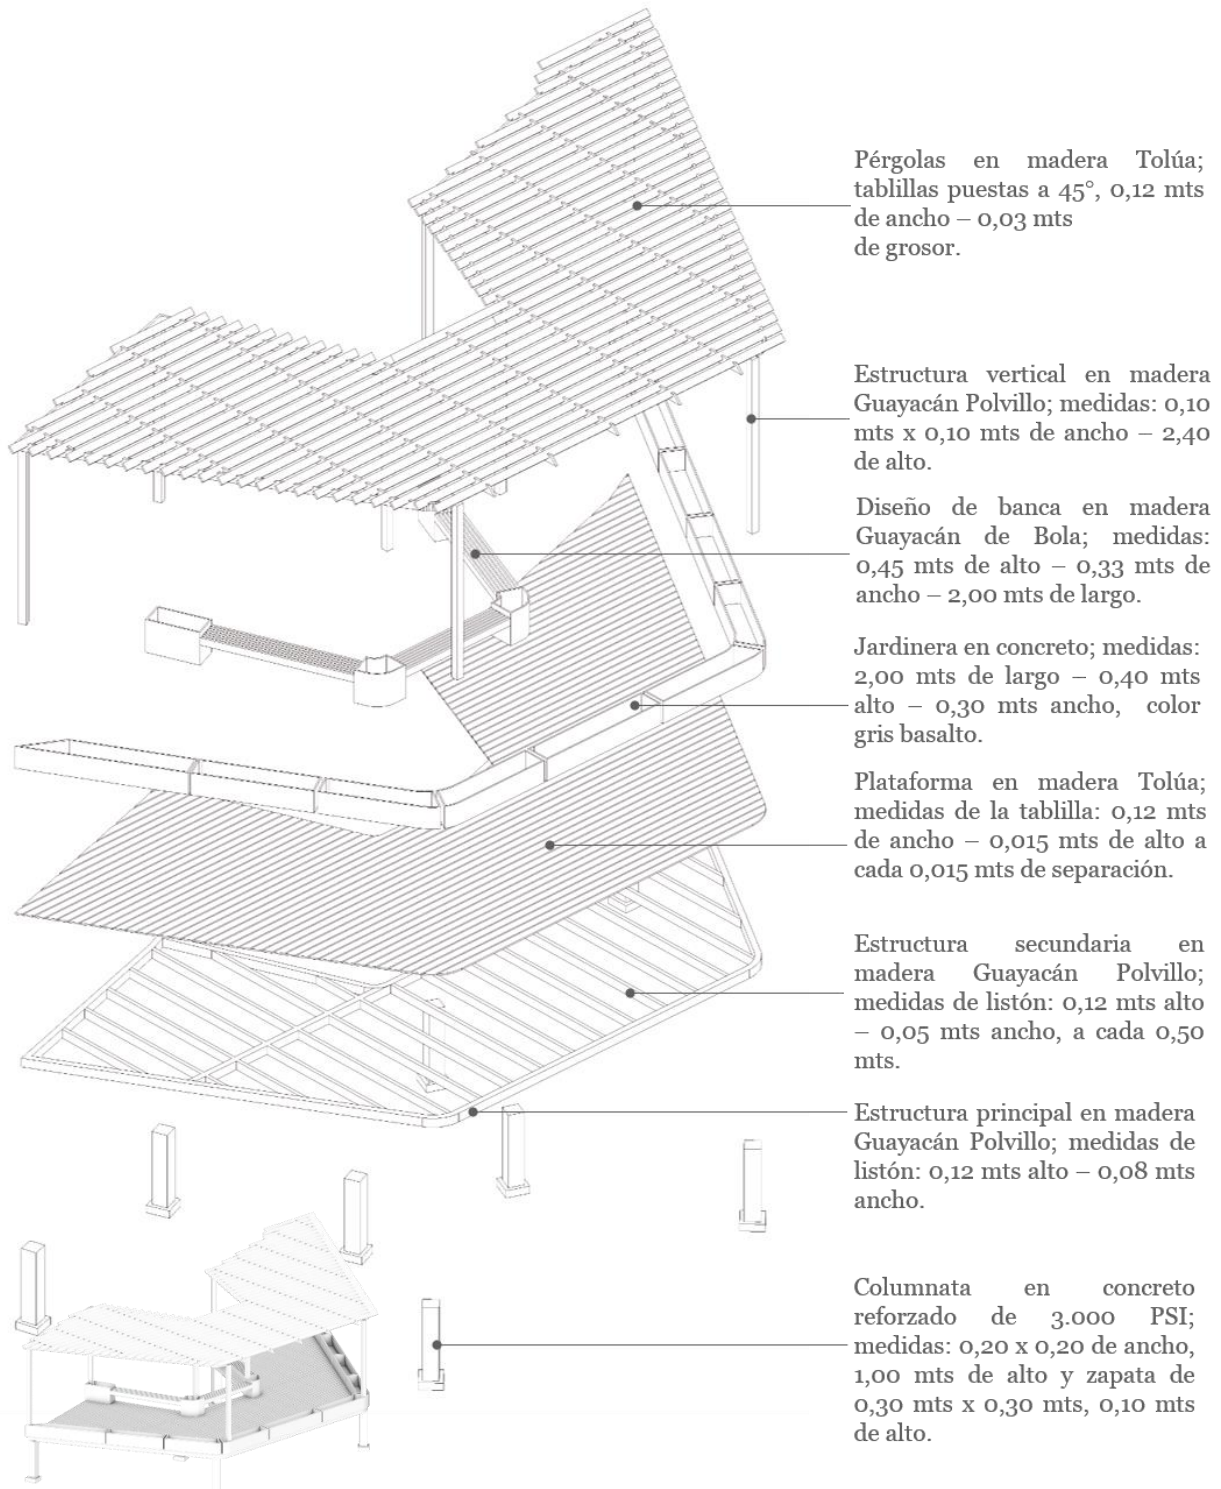 Pérgolas en madera Tolúa;
tablillas puestas a 45°, 0,12 mts
de ancho – 0,03 mts
de grosor.
Estructura vertical en madera
Guayacán Polvillo; medidas: 0,10
mts x 0,10 mts de ancho – 2,40
de alto.
Diseño de banca en madera
Guayacán de Bola; medidas:
0,45 mts de alto – 0,33 mts de
ancho – 2,00 mts de largo.
Jardinera en concreto; medidas:
2,00 mts de largo – 0,40 mts
alto – 0,30 mts ancho, color
gris basalto.
Plataforma en madera Tolúa;
medidas de la tablilla: 0,12 mts
de ancho – 0,015 mts de alto a
cada 0,015 mts de separación.
Estructura secundaria en
madera Guayacán Polvillo;
medidas de listón: 0,12 mts alto
– 0,05 mts ancho, a cada 0,50
mts.
Estructura principal en madera
Guayacán Polvillo; medidas de
listón: 0,12 mts alto – 0,08 mts
ancho.
Columnata en concreto
reforzado de 3.000 PSI;
medidas: 0,20 x 0,20 de ancho,
1,00 mts de alto y zapata de
0,30 mts x 0,30 mts, 0,10 mts
de alto.